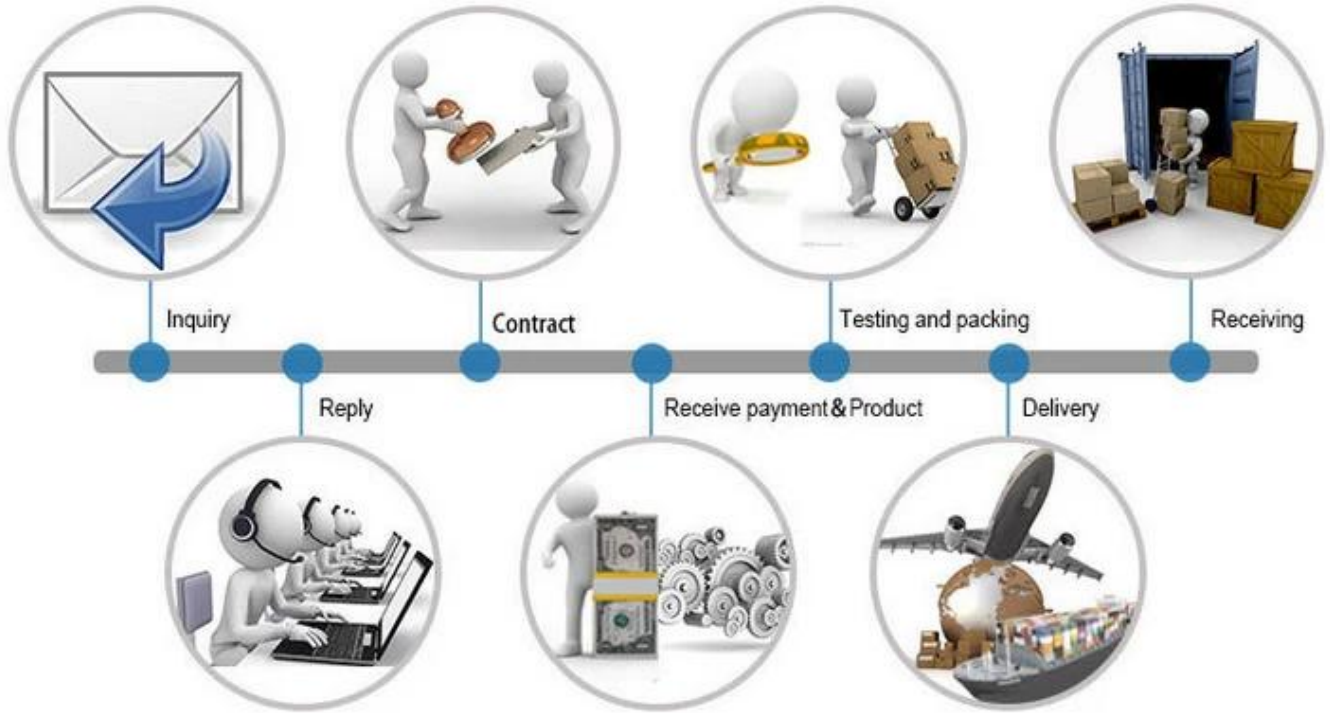 Inquiry
Reply
Contract
Receive payment & Product
Testing and packing
Delivery
Receiving